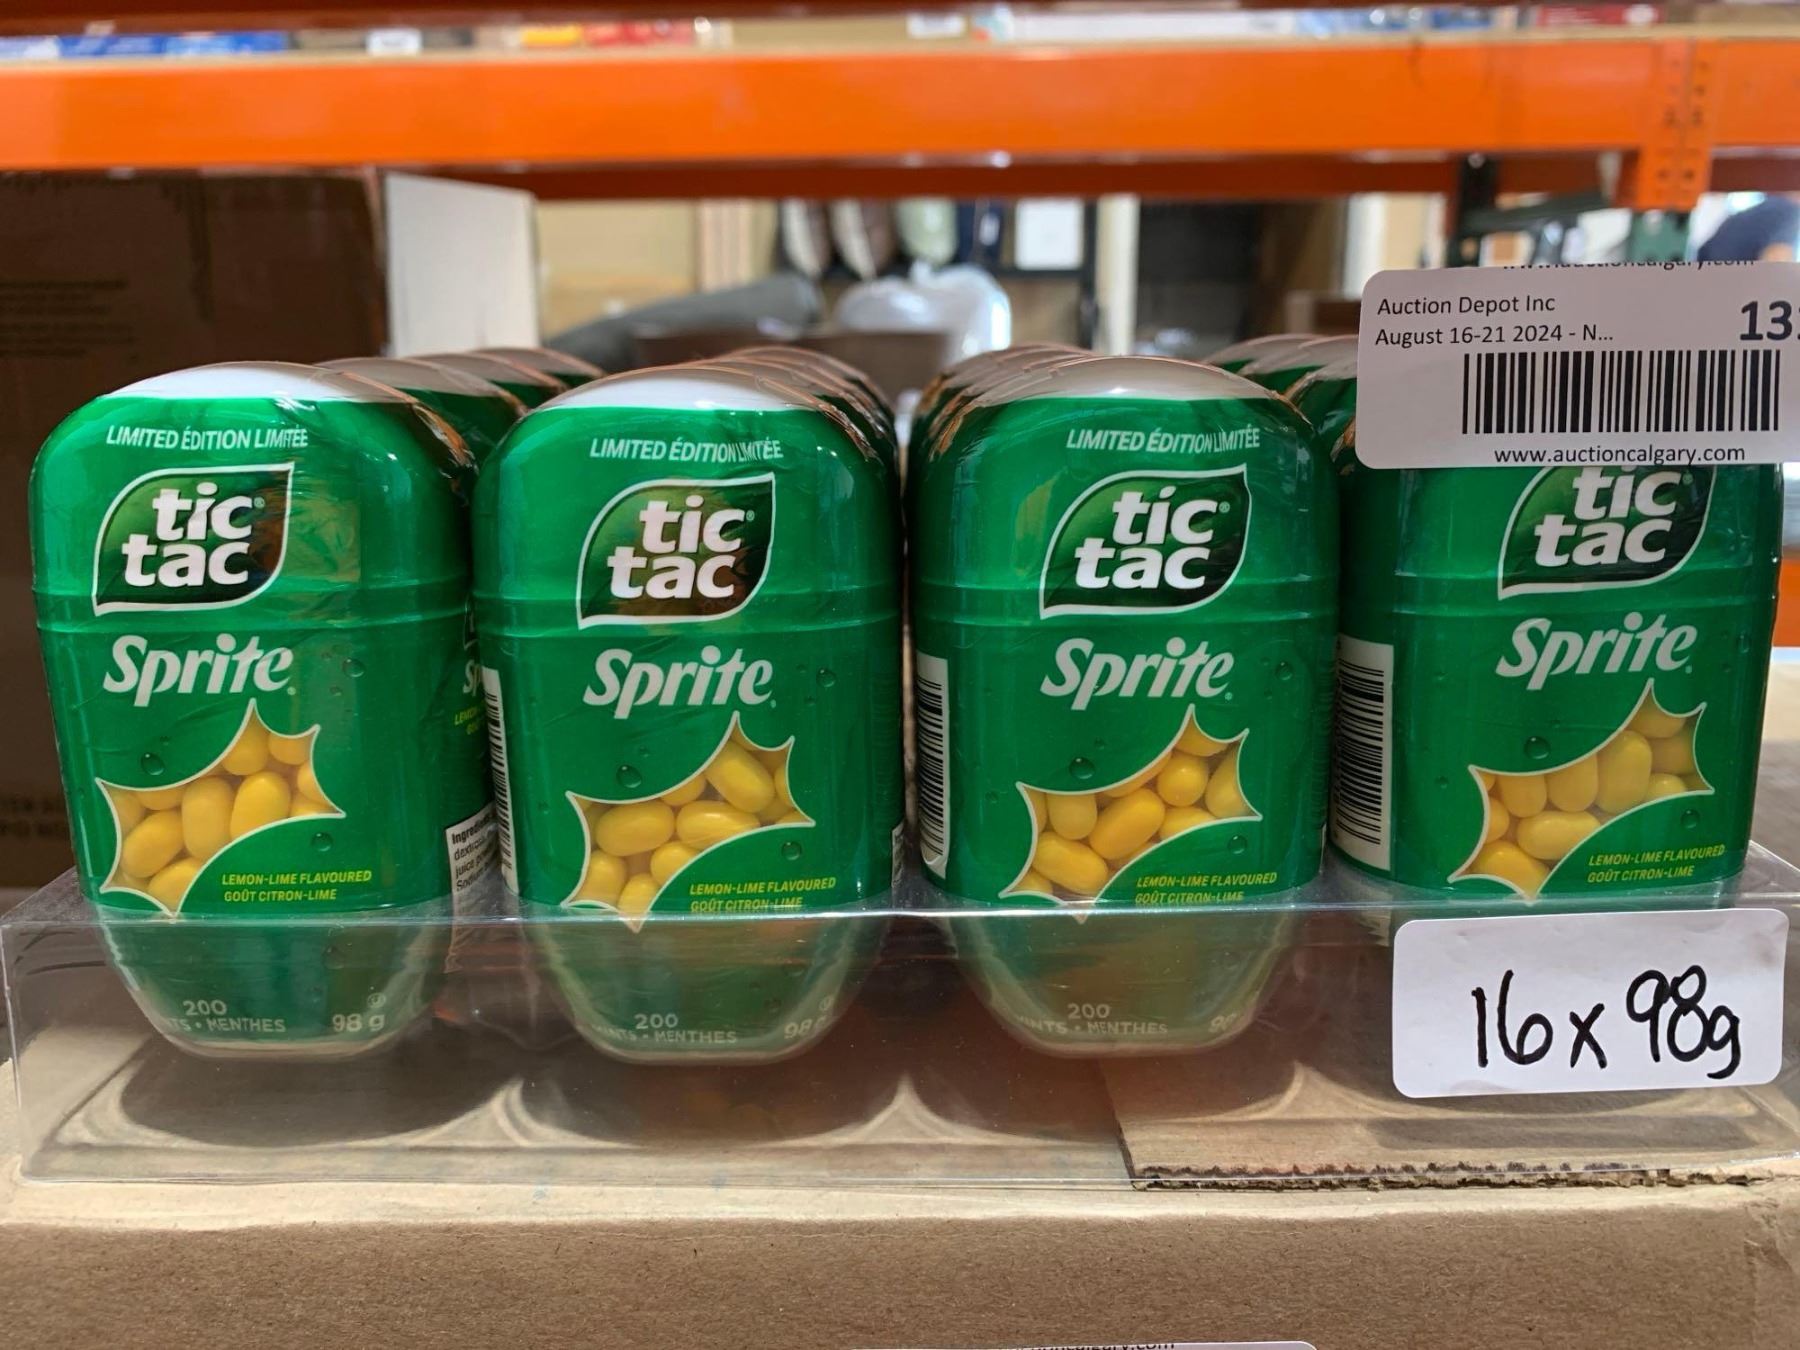 www.auctioncalgary.com
Auction Depot Inc
August 16-21 2024 - N...
www.auctioncalgary.com
LIMITED ÉDITION LIMITÉE
tic
tac
Sprite
LEMON-LIME FLAVOURED
GOÛT CITRON-LIME
200
MENTHES
98 g
LIMITED ÉDITION LIMITÉE
tic
tac
Sprite
LEMON-LIME FLAVOURED
GOÛT CITRON-LIME
200
MINTS • MENTHES
98 g
LIMITED ÉDITION LIMITÉE
tic
tac
Sprite
LEMON-LIME FLAVOURED
GOÛT CITRON-LIME
200
MINTS • MENTHES
tic
tac
Sprite
LEMON-LIME FLAVOURED
GOÛT CITRON-LIME
16 x 98g